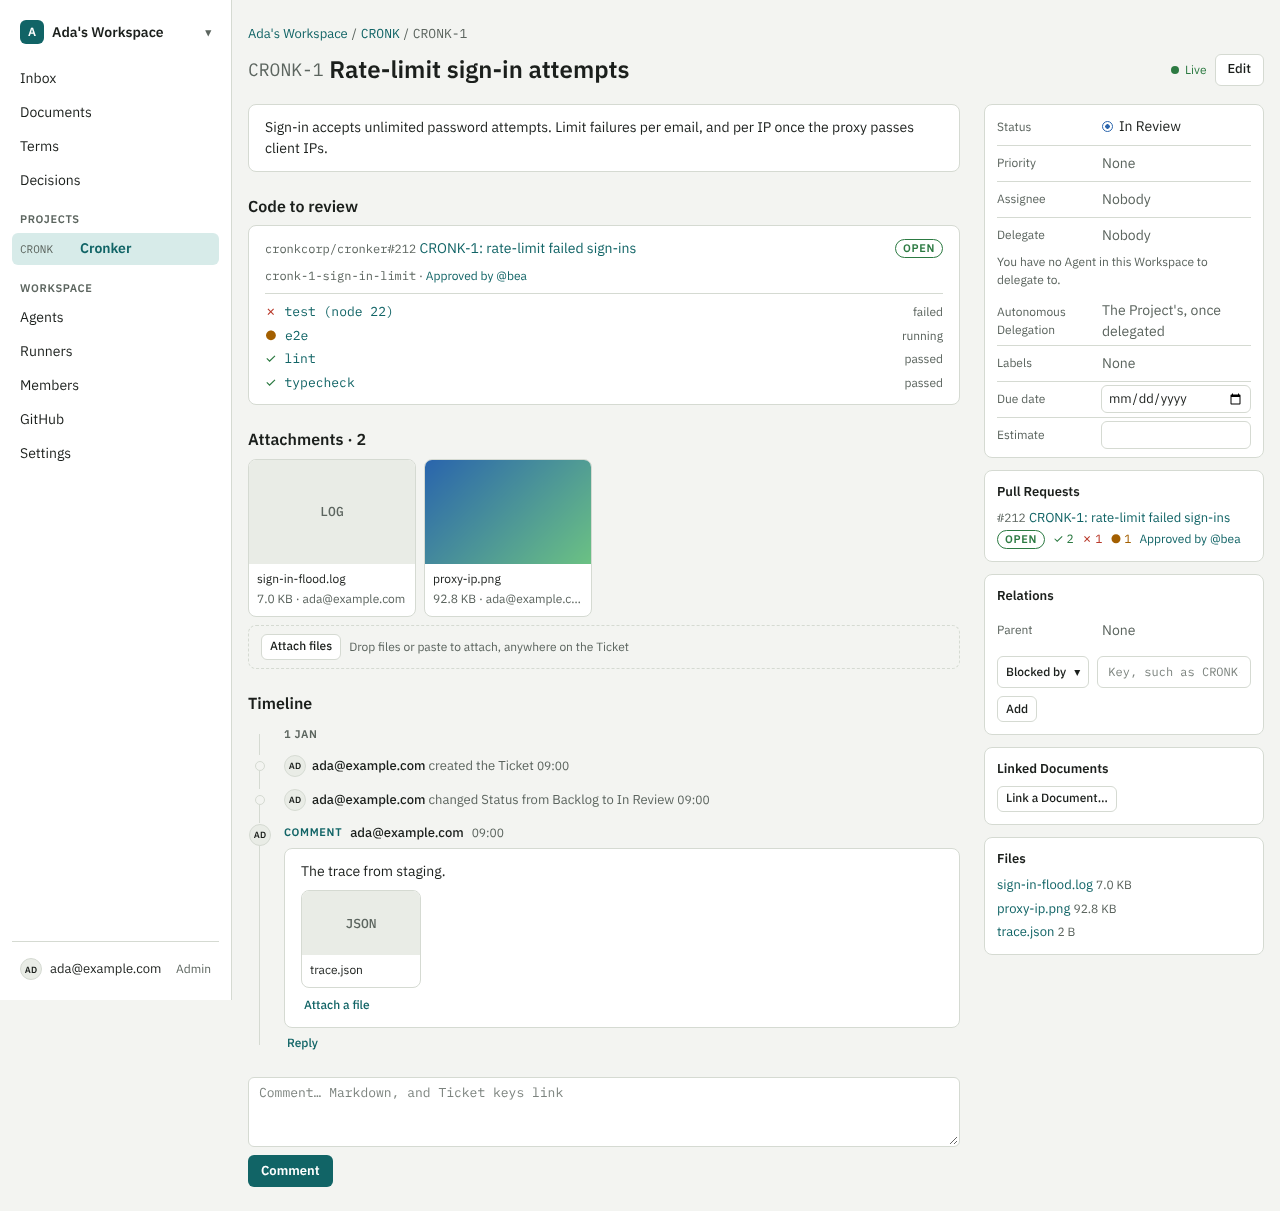 A Ada's Workspace ▾
Inbox
Documents
Terms
Decisions
PROJECTS
CRONK Cronker
WORKSPACE
Agents
Runners
Members
GitHub
Settings
AD ada@example.com Admin
Ada's Workspace / CRONK / CRONK-1
CRONK-1 Rate-limit sign-in attempts
Live Edit
Sign-in accepts unlimited password attempts. Limit failures per email, and per IP once the proxy passes
client IPs.
Code to review
cronkcorp/cronker#212 CRONK-1: rate-limit failed sign-ins OPEN
cronk-1-sign-in-limit · Approved by @bea
× test (node 22) failed
● e2e running
✓ lint passed
✓ typecheck passed
Attachments · 2
LOG
sign-in-flood.log
7.0 KB · ada@example.com
proxy-ip.png
92.8 KB · ada@example.c…
Attach files Drop files or paste to attach, anywhere on the Ticket
Timeline
1 JAN
AD ada@example.com created the Ticket 09:00
AD ada@example.com changed Status from Backlog to In Review 09:00
AD COMMENT ada@example.com 09:00
The trace from staging.
JSON
trace.json
Attach a file
Reply
Comment… Markdown, and Ticket keys link
Comment
Status In Review
Priority None
Assignee Nobody
Delegate Nobody
You have no Agent in this Workspace to
delegate to.
Autonomous Delegation The Project's, once delegated
Labels None
Due date mm/dd/yyyy
Estimate
Pull Requests
#212 CRONK-1: rate-limit failed sign-ins
OPEN ✓ 2 × 1 ● 1 Approved by @bea
Relations
Parent None
Blocked by ▾ Key, such as CRONK
Add
Linked Documents
Link a Document…
Files
sign-in-flood.log 7.0 KB
proxy-ip.png 92.8 KB
trace.json 2 B